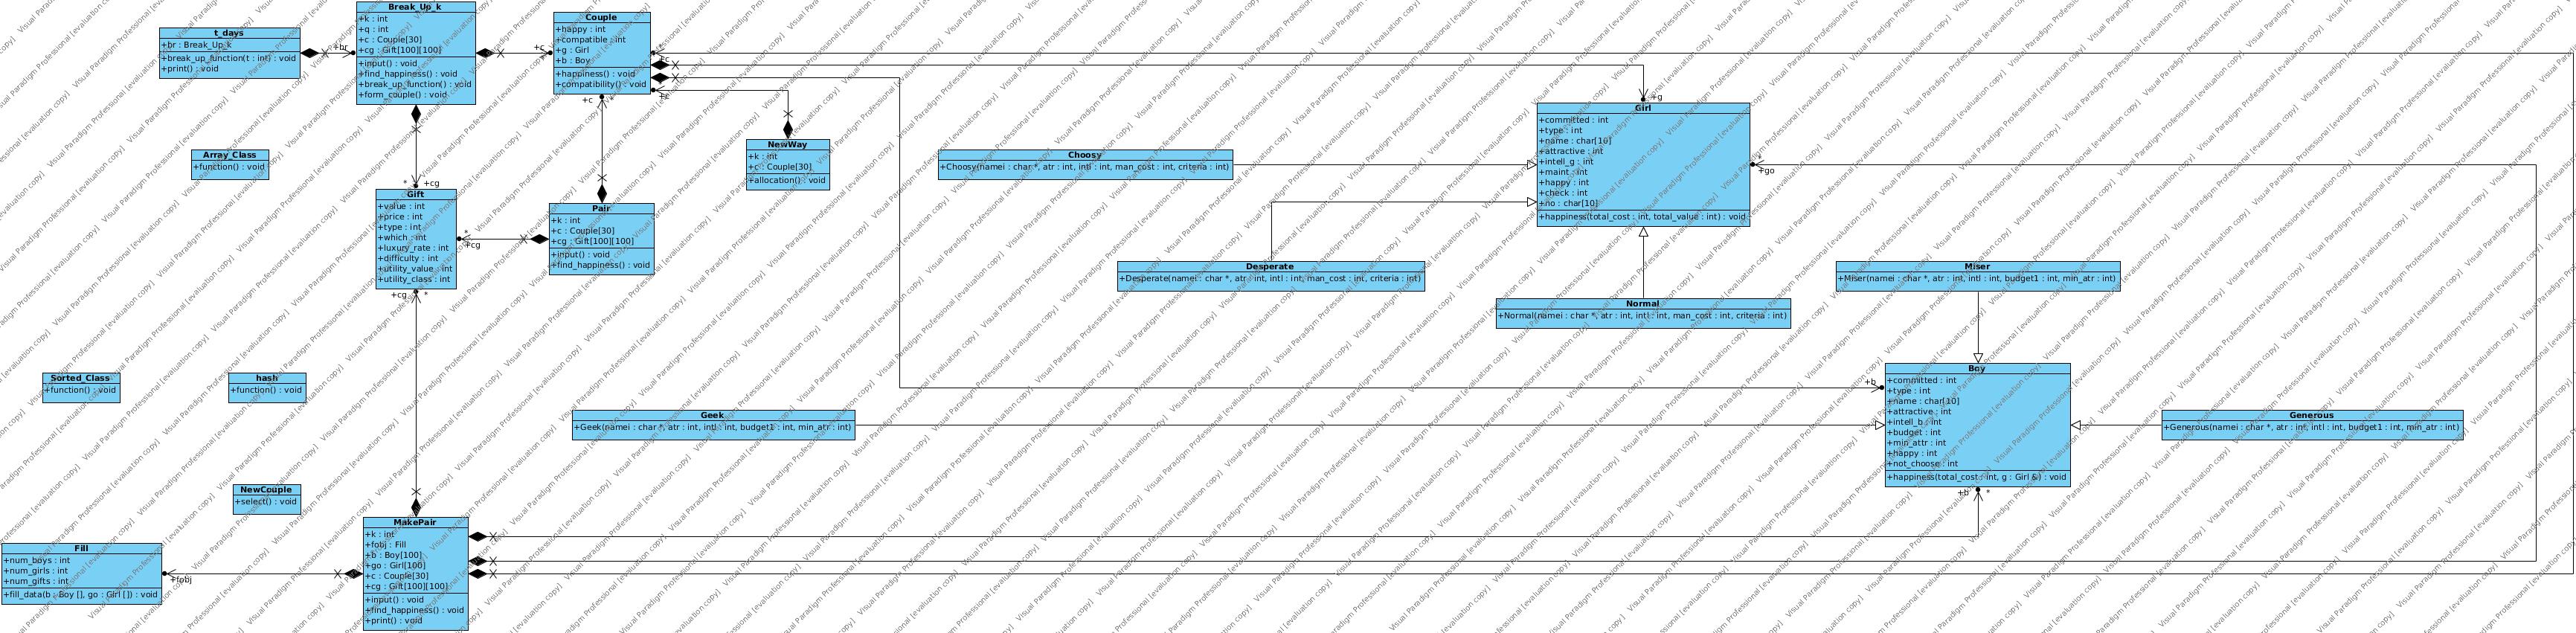 t_days
+br : Break_Up_k
+break_up_function(t : int) : void
+print() : void
+br
Break_Up_k
+k : int
+q : int
+c : Couple[30]
+cg : Gift[100][100]
+input() : void
+find_happiness() : void
+break_up_function() : void
+form_couple() : void
+c
*
Couple
+happy : int
+compatible : int
+g : Girl
+b : Boy
+happiness() : void
+compatibility() : void
*
+c
+c
+c
Array_Class
+function() : void
*
+cg
Gift
+value : int
+price : int
+type : int
+which : int
+luxury_rate : int
+difficulty : int
+utility_value : int
+utility_class : int
*
+cg
+cg
*
Pair
+k : int
+c : Couple[30]
+cg : Gift[100][100]
+input() : void
+find_happiness() : void
NewWay
+k : int
+c : Couple[30]
+allocation() : void
Choosy
+Choosy(namei : char *, atr : int, intl : int, man_cost : int, criteria : int)
+g
Girl
+committed : int
+type : int
+name : char[10]
+attractive : int
+intell_g : int
+maint : int
+happy : int
+check : int
+no : char[10]
+happiness(total_cost : int, total_value : int) : void
*
+go
Desperate
+Desperate(namei : char *, atr : int, intl : int, man_cost : int, criteria : int)
Normal
+Normal(namei : char *, atr : int, intl : int, man_cost : int, criteria : int)
Miser
+Miser(namei : char *, atr : int, intl : int, budget1 : int, min_atr : int)
Sorted_Class
+function() : void
hash
+function() : void
+b
Boy
+committed : int
+type : int
+name : char[10]
+attractive : int
+intell_b : int
+budget : int
+min_attr : int
+happy : int
+not_choose : int
+happiness(total_cost : int, g : Girl &) : void
+b
*
Geek
+Geek(namei : char *, atr : int, intl : int, budget1 : int, min_atr : int)
Generous
+Generous(namei : char *, atr : int, intl : int, budget1 : int, min_atr : int)
NewCouple
+select() : void
Fill
+num_boys : int
+num_girls : int
+num_gifts : int
+fill_data(b : Boy [], go : Girl []) : void
+fobj
MakePair
+k : int
+fobj : Fill
+b : Boy[100]
+go : Girl[100]
+c : Couple[30]
+cg : Gift[100][100]
+input() : void
+find_happiness() : void
+print() : void
Visual Paradigm Professional [evaluation copy]